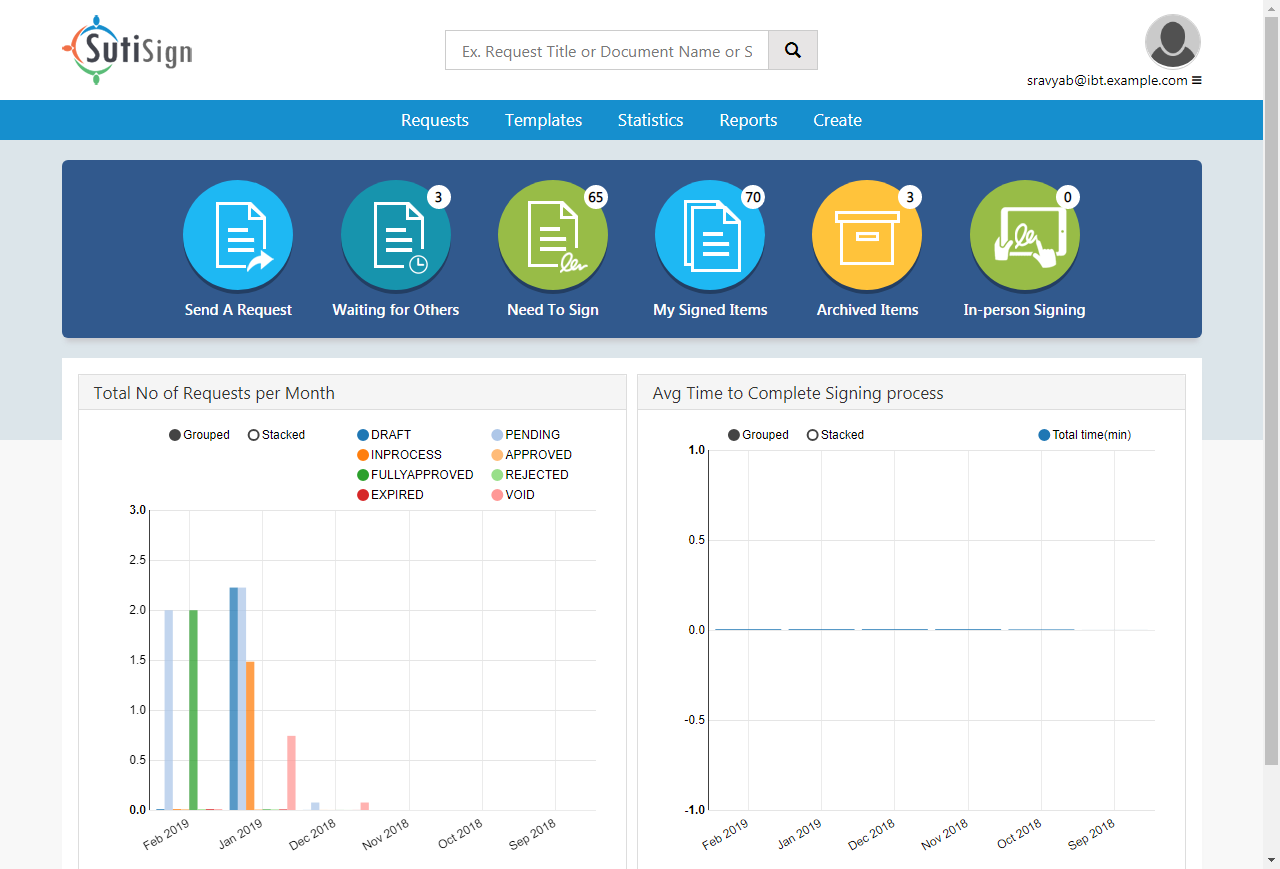 SutiSign
Ex. Request Title or Document Name or S
sravyab@ibt.example.com
Requests Templates Statistics Reports Create
3 65 70 3 0
Send A Request Waiting for Others Need To Sign My Signed Items Archived Items In-person Signing
Total No of Requests per Month
Grouped Stacked DRAFT PENDING
INPROCESS APPROVED
FULLYAPPROVED REJECTED
EXPIRED VOID
3.0
2.5
2.0
1.5
1.0
0.5
0.0
Feb 2019 Jan 2019 Dec 2018 Nov 2018 Oct 2018 Sep 2018
Avg Time to Complete Signing process
Grouped Stacked Total time(min)
1.0
0.5
0.0
-0.5
-1.0
Feb 2019 Jan 2019 Dec 2018 Nov 2018 Oct 2018 Sep 2018